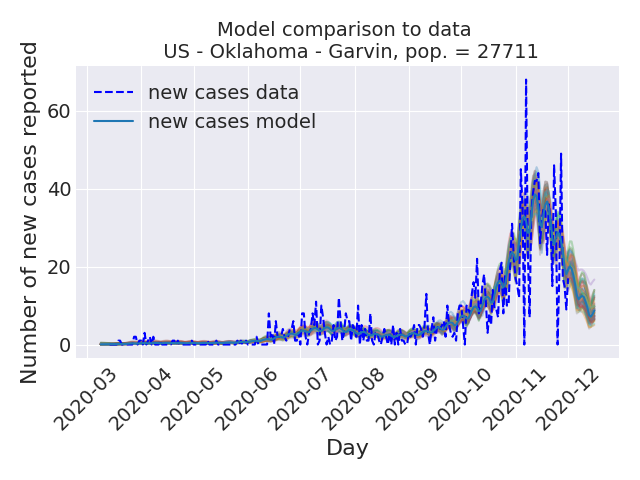 Model comparison to data
US - Oklahoma - Garvin, pop. = 27711
new cases data
new cases model
Number of new cases reported
60
40
20
0
2020-03
2020-04
2020-05
2020-06
2020-07
2020-08
2020-09
2020-10
2020-11
2020-12
Day